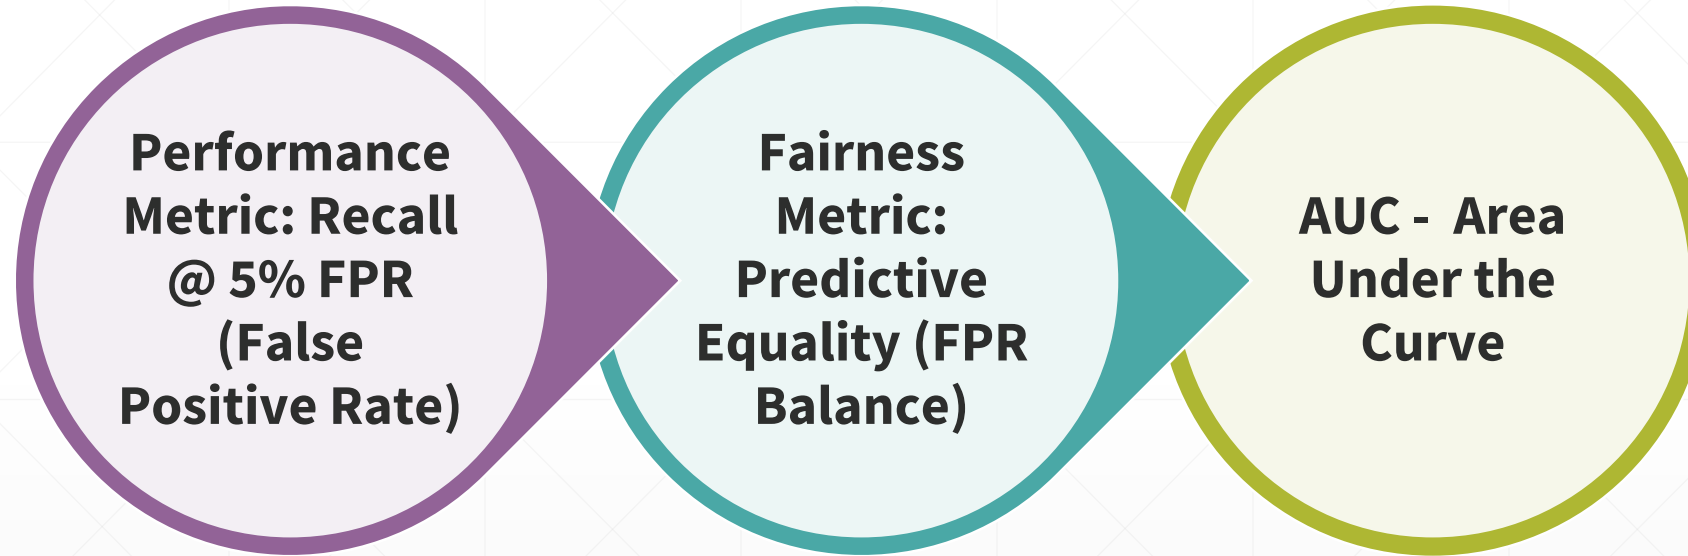 Performance
Metric: Recall
@ 5% FPR
(False
Positive Rate)
Fairness
Metric:
Predictive
Equality (FPR
Balance)
AUC -  Area
Under the
Curve